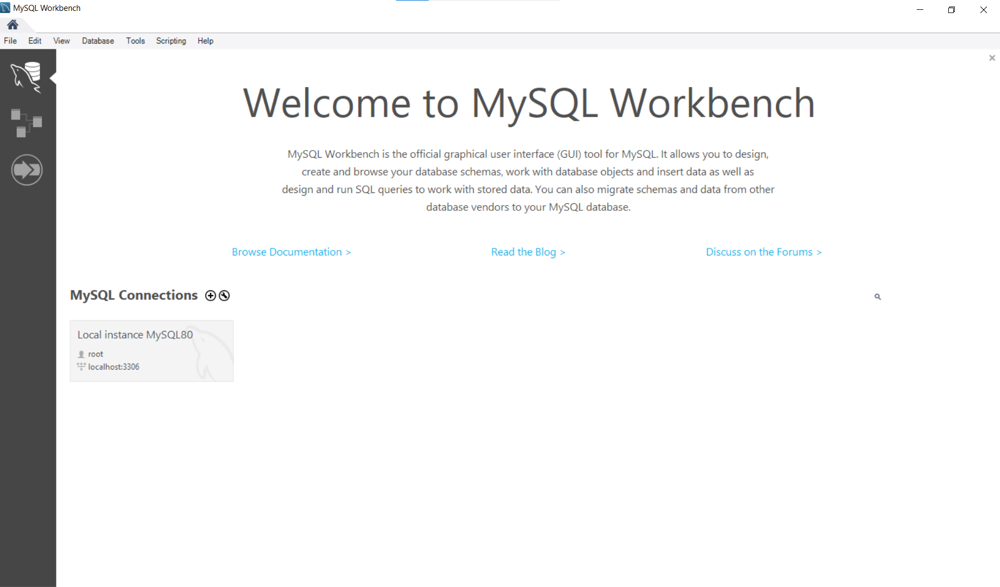 MySQL Workbench
File Edit View Database Tools Scripting Help
Welcome to MySQL Workbench
MySQL Workbench is the official graphical user interface (GUI) tool for MySQL. It allows you to design,
create and browse your database schemas, work with database objects and insert data as well as
design and run SQL queries to work with stored data. You can also migrate schemas and data from other
database vendors to your MySQL database.
Browse Documentation > Read the Blog > Discuss on the Forums >
MySQL Connections
Local instance MySQL80
root
localhost:3306